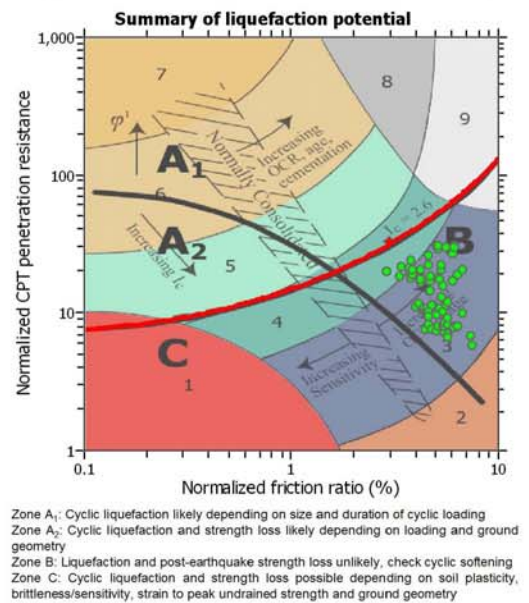 Summary of liquefaction potential
1,000
100
10
1
Normalized CPT penetration resistance
7
8
9
φ'
Increasing
OCR, age,
cementation
A1
Normally Consolidated
6
Ic = 2.6
A2
B
Increasing Ic
5
4
3
C
1
Increasing
Sensitivity
2
0.1
1
10
Normalized friction ratio (%)
Zone A1: Cyclic liquefaction likely depending on size and duration of cyclic loading
Zone A2: Cyclic liquefaction and strength loss likely depending on loading and ground
geometry
Zone B: Liquefaction and post-earthquake strength loss unlikely, check cyclic softening
Zone C: Cyclic liquefaction and strength loss possible depending on soil plasticity,
brittleness/sensitivity, strain to peak undrained strength and ground geometry